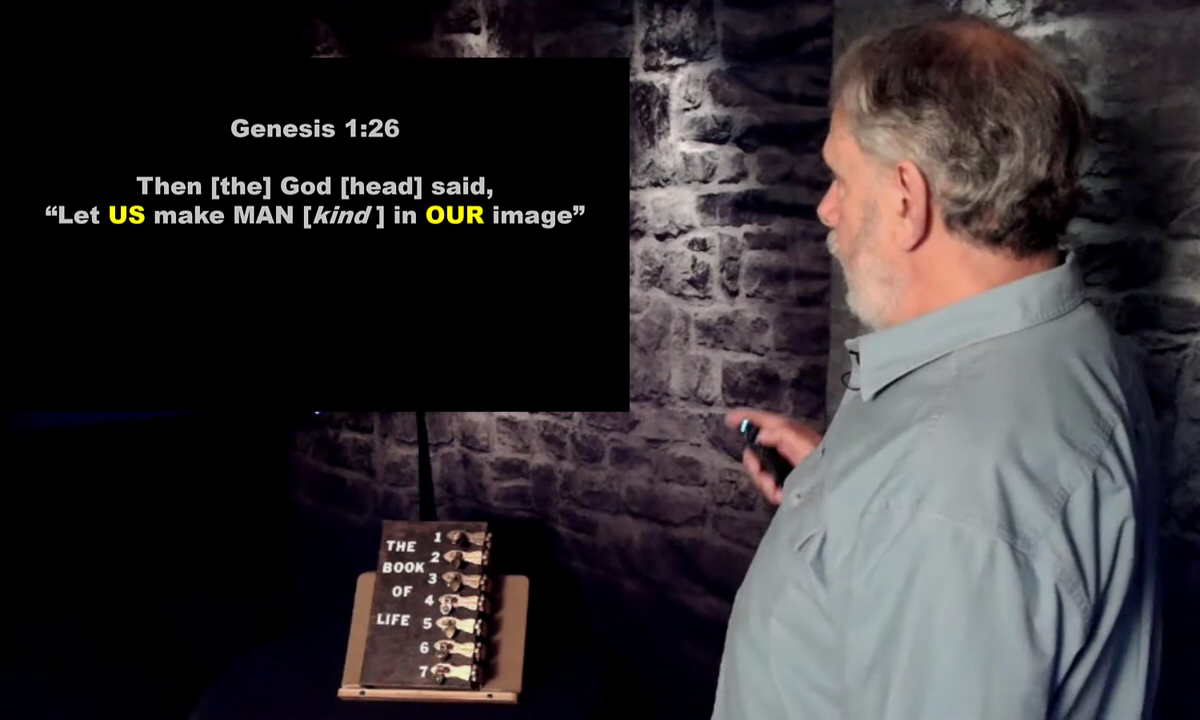 Genesis 1:26
Then [the] God [head] said,
“Let US make MAN [kind ] in OUR image”
THE
BOOK
OF
LIFE
1
2
3
4
5
6
7